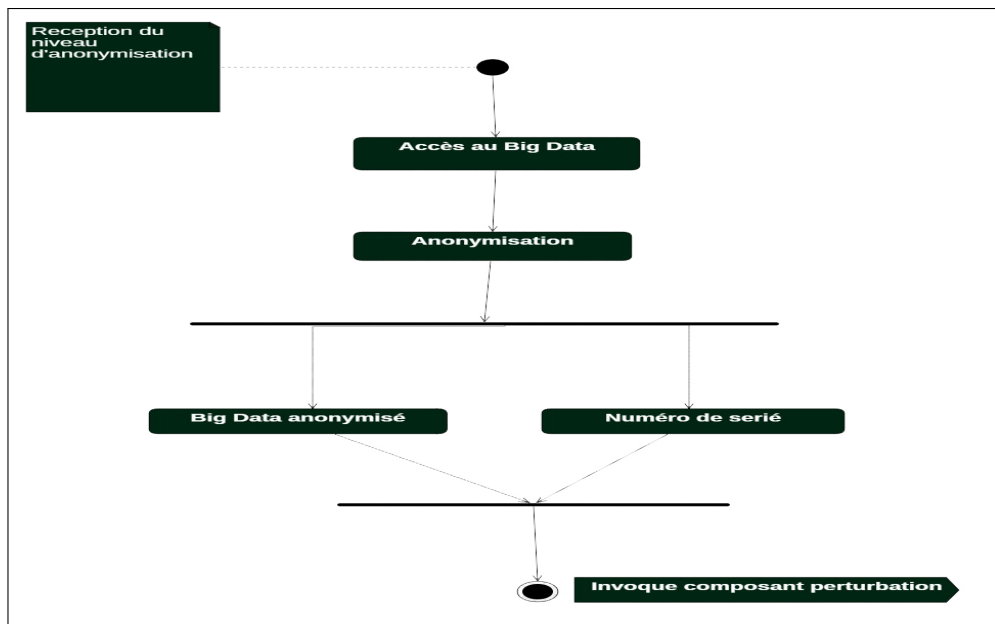 Reception du
niveau
d'anonymisation
Accès au Big Data
Anonymisation
Big Data anonymisé
Numéro de serié
Invoque composant perturbation